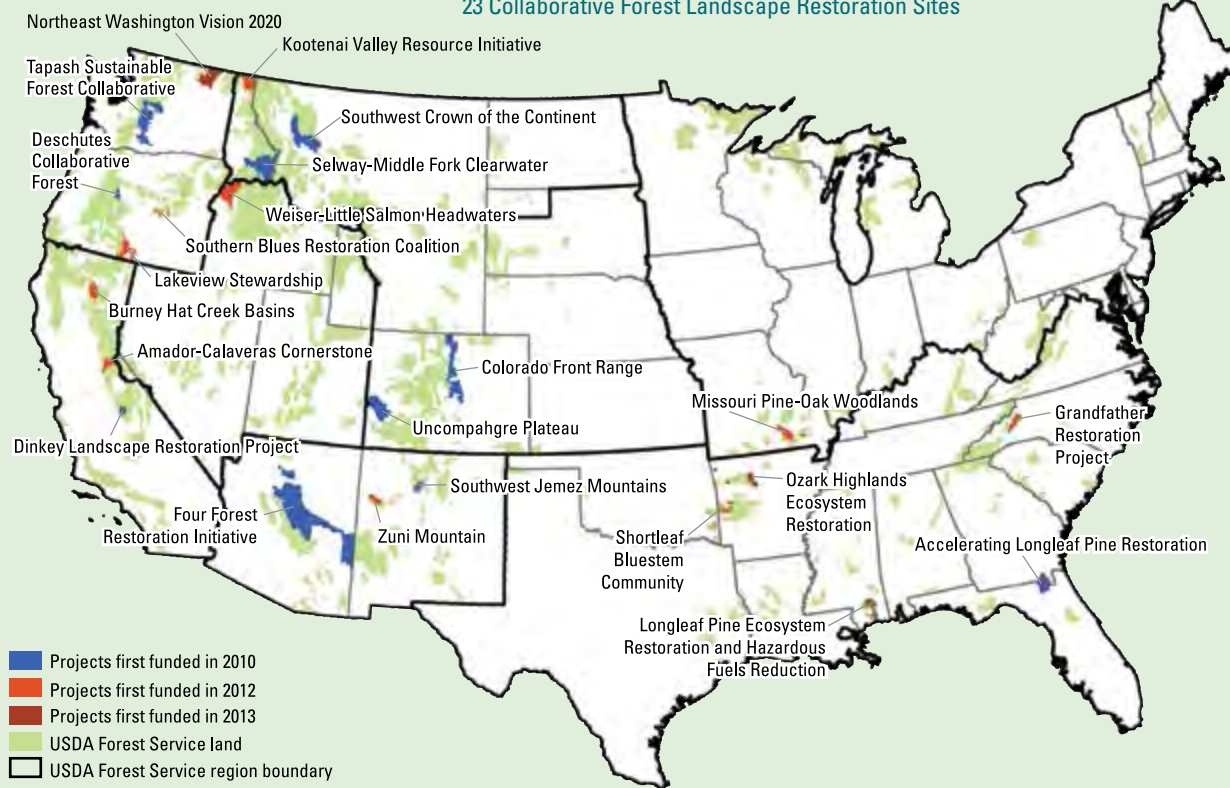 23 Collaborative Forest Landscape Restoration Sites
Northeast Washington Vision 2020
Kootenai Valley Resource Initiative
Tapash Sustainable
Forest Collaborative
Southwest Crown of the Continent
Deschutes
Collaborative
Forest
Selway-Middle Fork Clearwater
Weiser-Little Salmon Headwaters
Southern Blues Restoration Coalition
Lakeview Stewardship
Burney Hat Creek Basins
Amador-Calaveras Cornerstone
Colorado Front Range
Missouri Pine-Oak Woodlands
Grandfather
Restoration
Project
Uncompahgre Plateau
Dinkey Landscape Restoration Project
Southwest Jemez Mountains
Ozark Highlands
Ecosystem
Restoration
Four Forest
Restoration Initiative
Zuni Mountain
Shortleaf
Bluestem
Community
Accelerating Longleaf Pine Restoration
Longleaf Pine Ecosystem
Restoration and Hazardous
Fuels Reduction
Projects first funded in 2010
Projects first funded in 2012
Projects first funded in 2013
USDA Forest Service land
USDA Forest Service region boundary